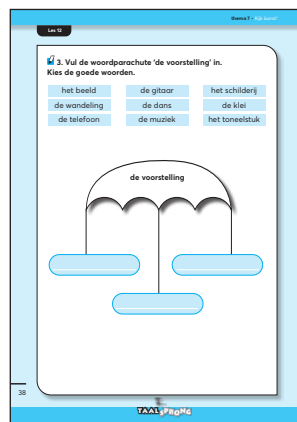 thema 7 • Kijk kunst!
Les 12
3. Vul de woordparachute 'de voorstelling' in.
Kies de goede woorden.
het beeld de gitaar het schilderij
de wandeling de dans de klei
de telefoon de muziek het toneelstuk
de voorstelling
38
TAALSPRONG